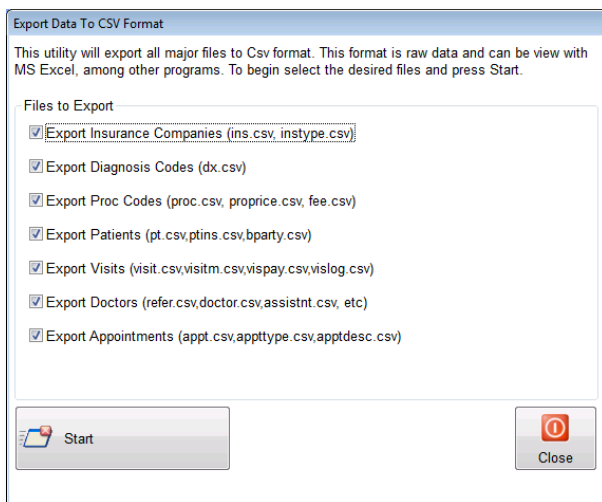 Export Data To CSV Format
This utility will export all major files to Csv format. This format is raw data and can be view with
MS Excel, among other programs. To begin select the desired files and press Start.
Files to Export
Export Insurance Companies (ins.csv, instype.csv)
Export Diagnosis Codes (dx.csv)
Export Proc Codes (proc.csv, proprice.csv, fee.csv)
Export Patients (pt.csv,ptins.csv,bparty.csv)
Export Visits (visit.csv,visitm.csv,vispay.csv,vislog.csv)
Export Doctors (refer.csv,doctor.csv,assistnt.csv, etc)
Export Appointments (appt.csv,appttype.csv,apptdesc.csv)
Start
Close